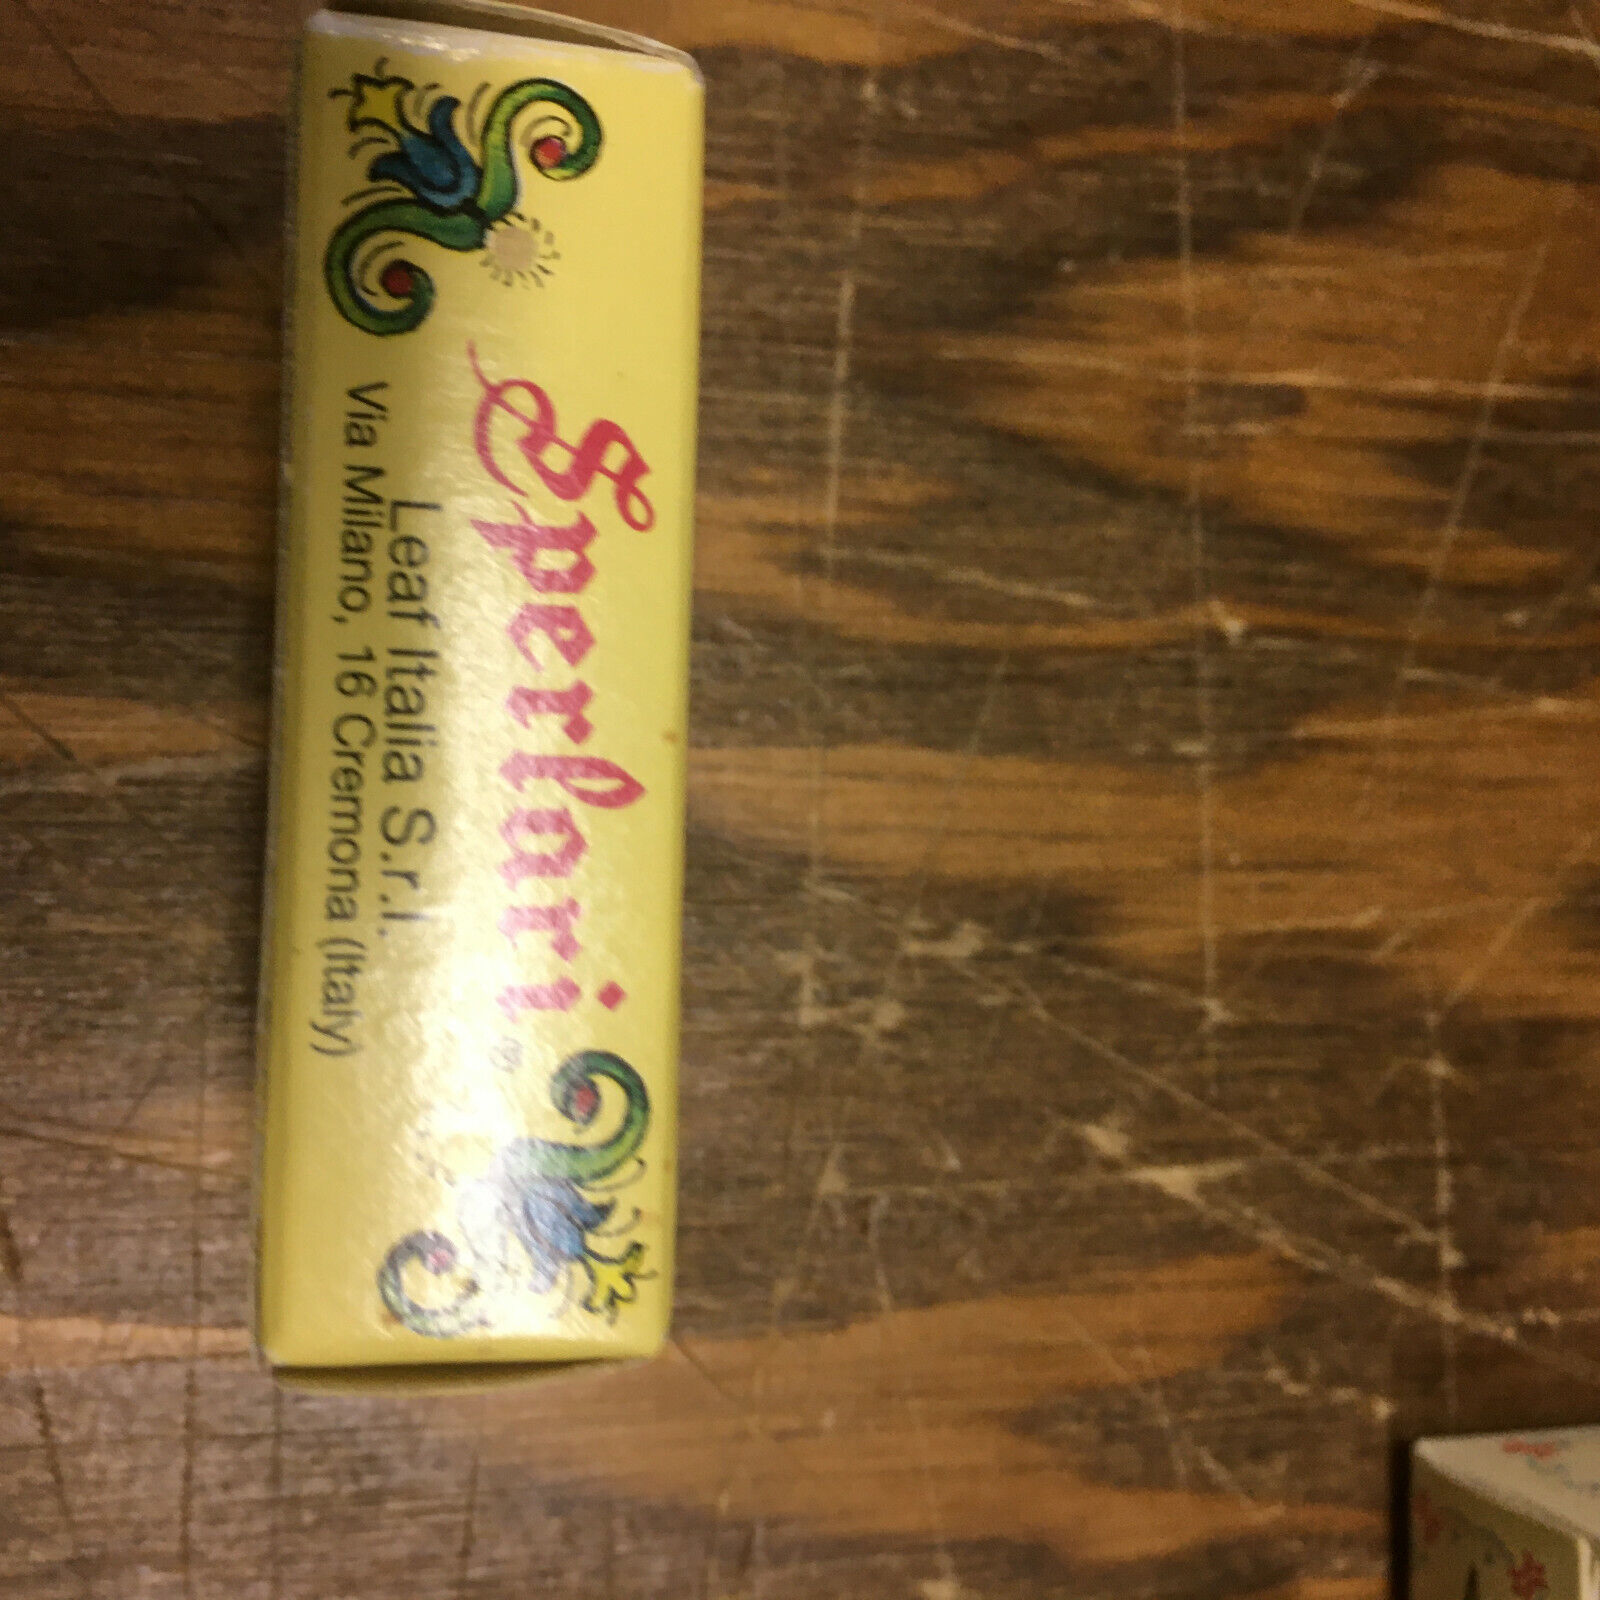 Sperlari ®
Leaf Italia S.r.l.
Via Milano, 16 Cremona (Italy)